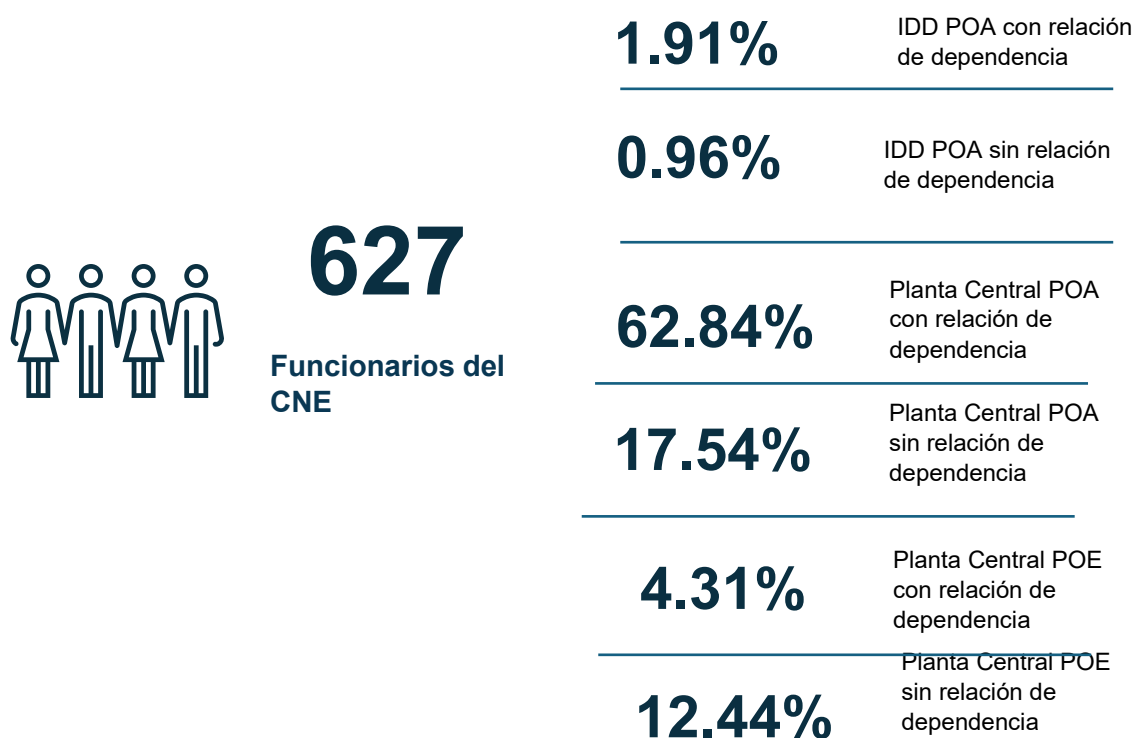 627
Funcionarios del
CNE
1.91%
IDD POA con relación
de dependencia
0.96%
IDD POA sin relación
de dependencia
62.84%
Planta Central POA
con relación de
dependencia
17.54%
Planta Central POA
sin relación de
dependencia
4.31%
Planta Central POE
con relación de
dependencia
12.44%
Planta Central POE
sin relación de
dependencia